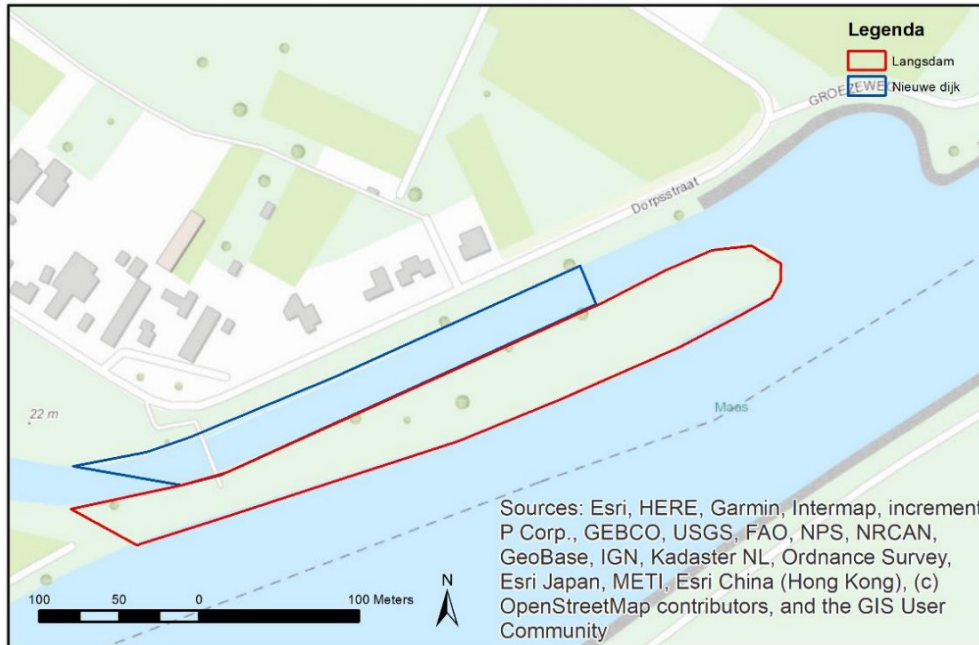 Legenda
Langsdam
Nieuwe dijk
GROEZEWEG
Dorpsstraat
22 m
Maas
Sources: Esri, HERE, Garmin, Intermap, increment
P Corp., GEBCO, USGS, FAO, NPS, NRCAN,
GeoBase, IGN, Kadaster NL, Ordnance Survey,
Esri Japan, METI, Esri China (Hong Kong), (c)
OpenStreetMap contributors, and the GIS User
Community
N
100 50 0 100 Meters